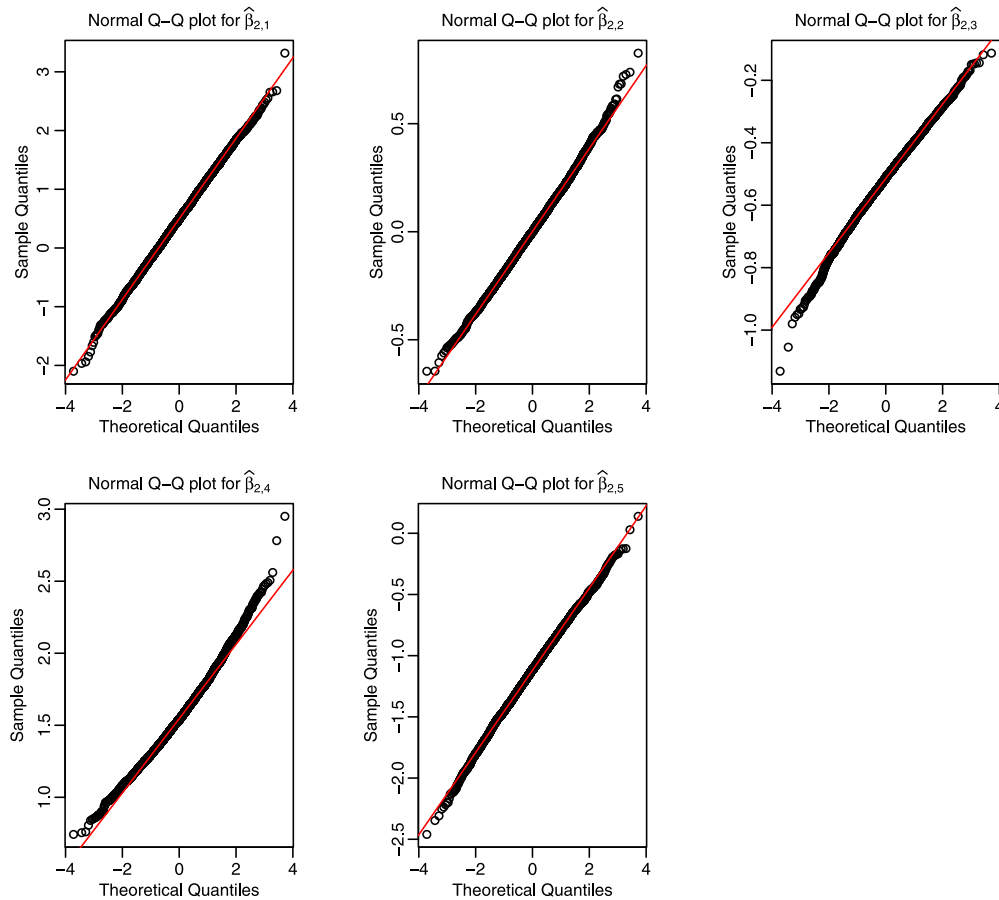 Normal Q−Q plot for β̂2,1
Sample Quantiles
3
2
1
0
−1
−2
−4 −2 0 2 4
Theoretical Quantiles
Normal Q−Q plot for β̂2,2
Sample Quantiles
0.5
0.0
−0.5
−4 −2 0 2 4
Theoretical Quantiles
Normal Q−Q plot for β̂2,3
Sample Quantiles
−0.2
−0.4
−0.6
−0.8
−1.0
−4 −2 0 2 4
Theoretical Quantiles
Normal Q−Q plot for β̂2,4
Sample Quantiles
3.0
2.5
2.0
1.5
1.0
−4 −2 0 2 4
Theoretical Quantiles
Normal Q−Q plot for β̂2,5
Sample Quantiles
0.0
−0.5
−1.0
−1.5
−2.0
−2.5
−4 −2 0 2 4
Theoretical Quantiles